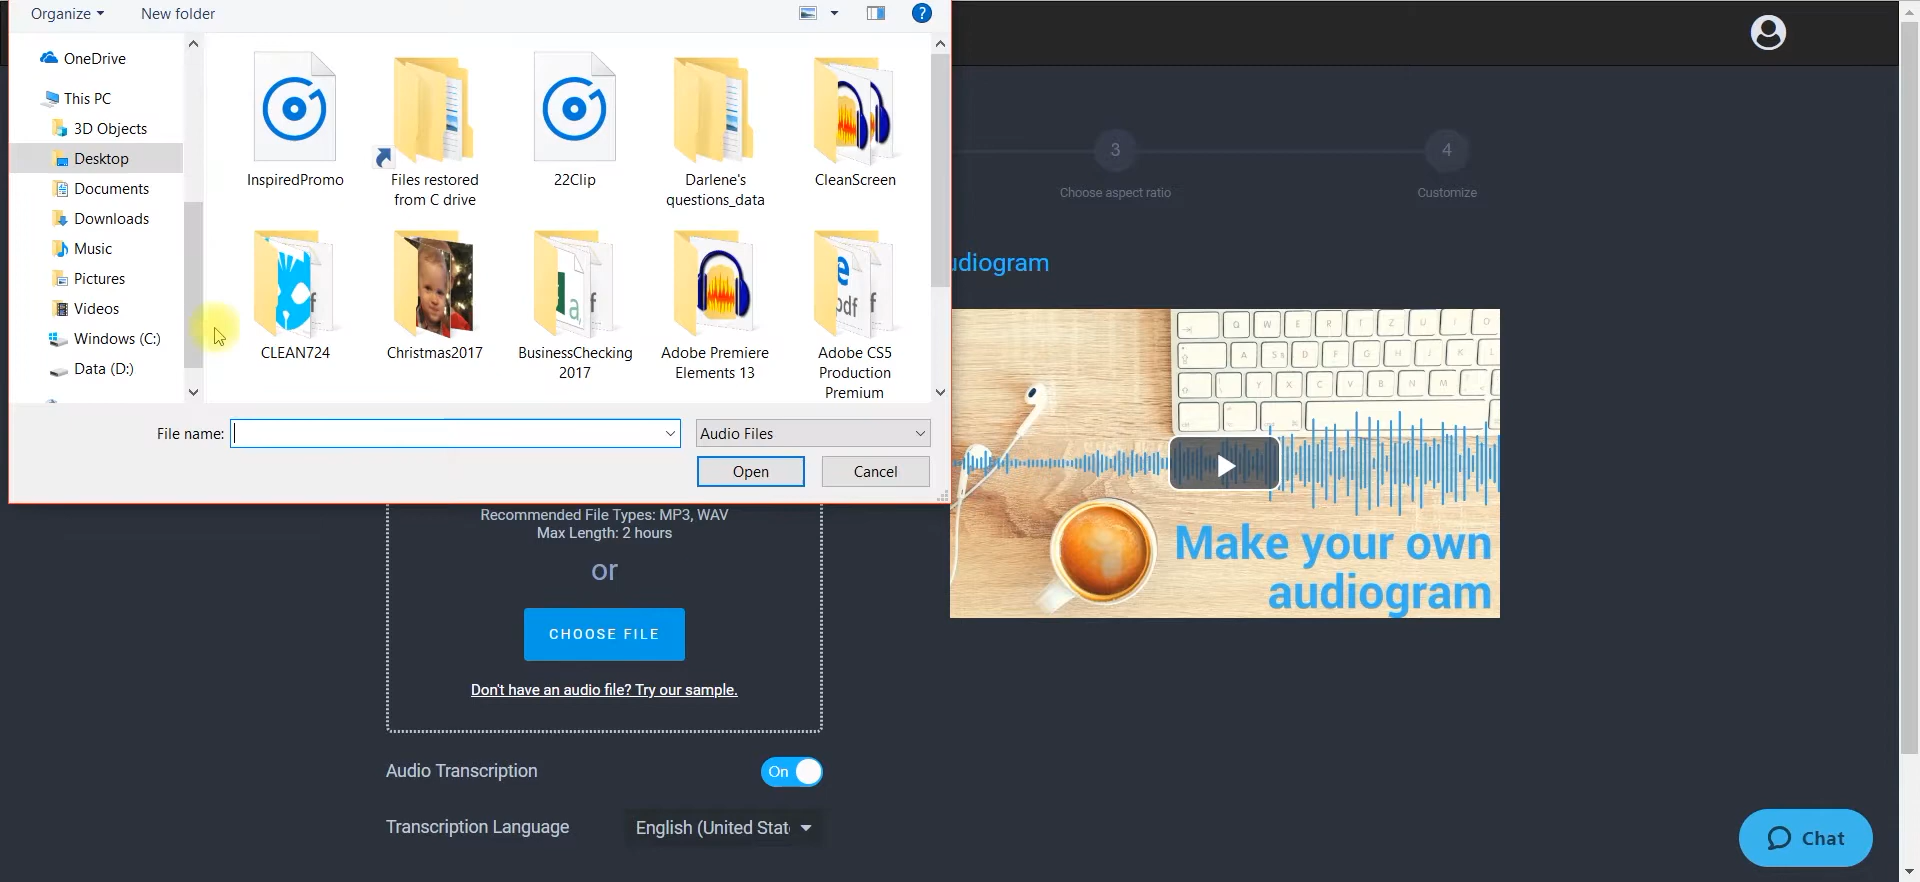 Organize
New folder
OneDrive
This PC
3D Objects
Desktop
Documents
Downloads
Music
Pictures
Videos
Windows (C:)
Data (D:)
InspiredPromo
Files restored
from C drive
22Clip
Darlene's
questions_data
CleanScreen
CLEAN724
Christmas2017
BusinessChecking
2017
Adobe Premiere
Elements 13
Adobe CS5
Production
Premium
File name:
Audio Files
Open
Cancel
3
Choose aspect ratio
4
Customize
udiogram
Make your own
audiogram
Recommended File Types: MP3, WAV
Max Length: 2 hours
or
CHOOSE FILE
Don't have an audio file? Try our sample.
Audio Transcription
On
Transcription Language
English (United Stat
Chat